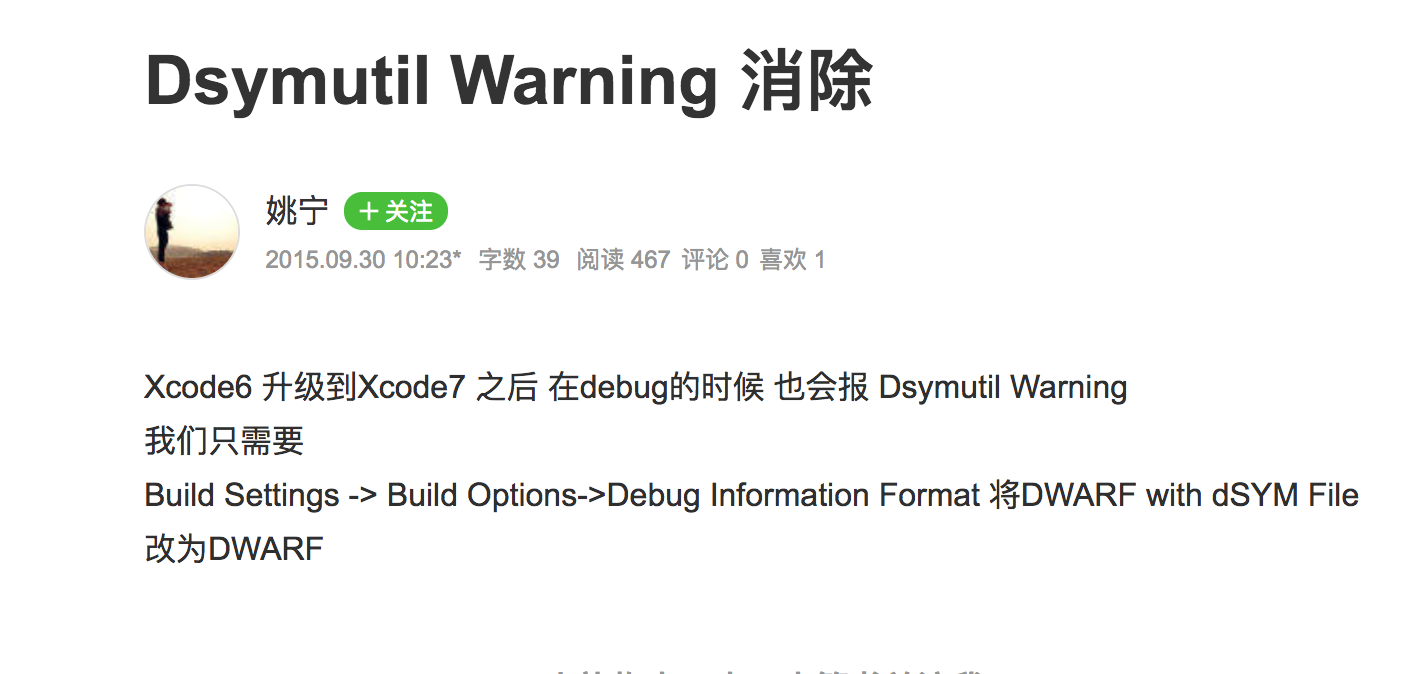 Dsymutil Warning 消除
姚宁 +关注
2015.09.30 10:23* 字数 39 阅读 467 评论 0 喜欢 1
Xcode6 升级到Xcode7 之后 在debug的时候 也会报 Dsymutil Warning
我们只需要
Build Settings -> Build Options->Debug Information Format 将DWARF with dSYM File
改为DWARF